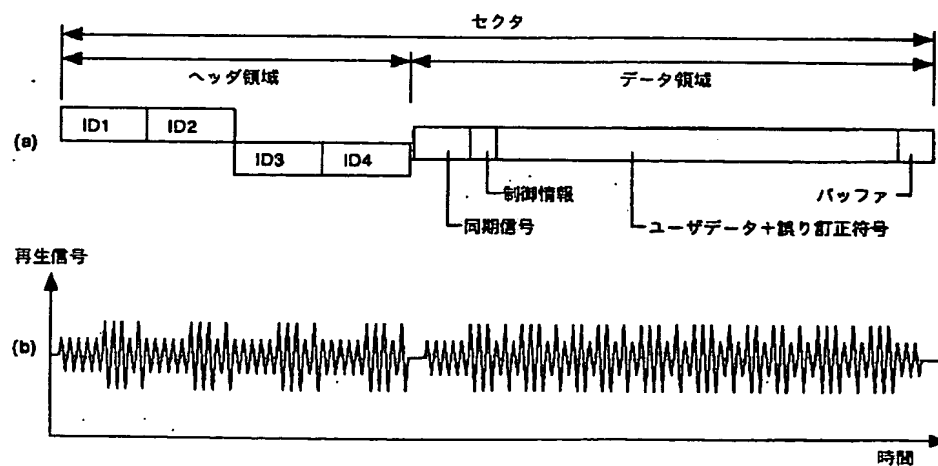 セクタ
ヘッダ領域
データ領域
(a)
ID1
ID2
ID3
ID4
制御情報
バッファ
同期信号
ユーザデータ+誤り訂正符号
再生信号
(b)
時間